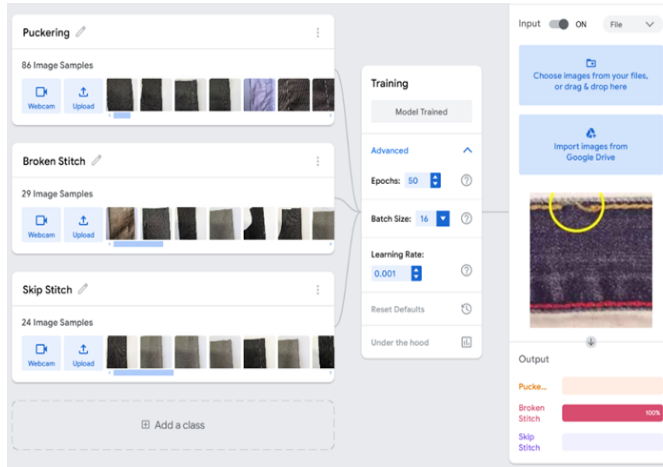 Puckering
86 Image Samples
Webcam
Upload
Broken Stitch
29 Image Samples
Webcam
Upload
Skip Stitch
24 Image Samples
Webcam
Upload
Add a class
Training
Model Trained
Advanced
Epochs: 50
Batch Size: 16
Learning Rate:
0.001
Reset Defaults
Under the hood
Input ON File
Choose images from your files,
or drag & drop here
Import images from
Google Drive
Output
Pucke...
Broken
Stitch
100%
Skip
Stitch